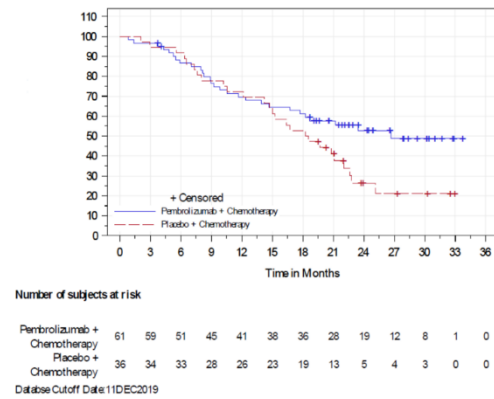 110
100
90
80
70
60
50
40
30
20
10
0
+ Censored
Pembrolizumab + Chemotherapy
Placebo + Chemotherapy
0 3 6 9 12 15 18 21 24 27 30 33 36
Time in Months
Number of subjects at risk
Pembrolizumab +
Chemotherapy 61 59 51 45 41 38 36 28 19 12 8 1 0
Placebo +
Chemotherapy 36 34 33 28 26 23 19 13 5 4 3 0 0
Databse Cutoff Date:11DEC2019